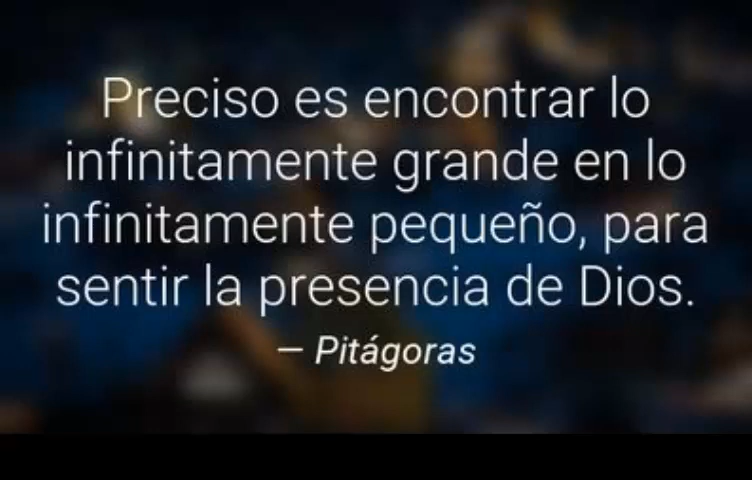 Preciso es encontrar lo
infinitamente grande en lo
infinitamente pequeño, para
sentir la presencia de Dios.
– Pitágoras